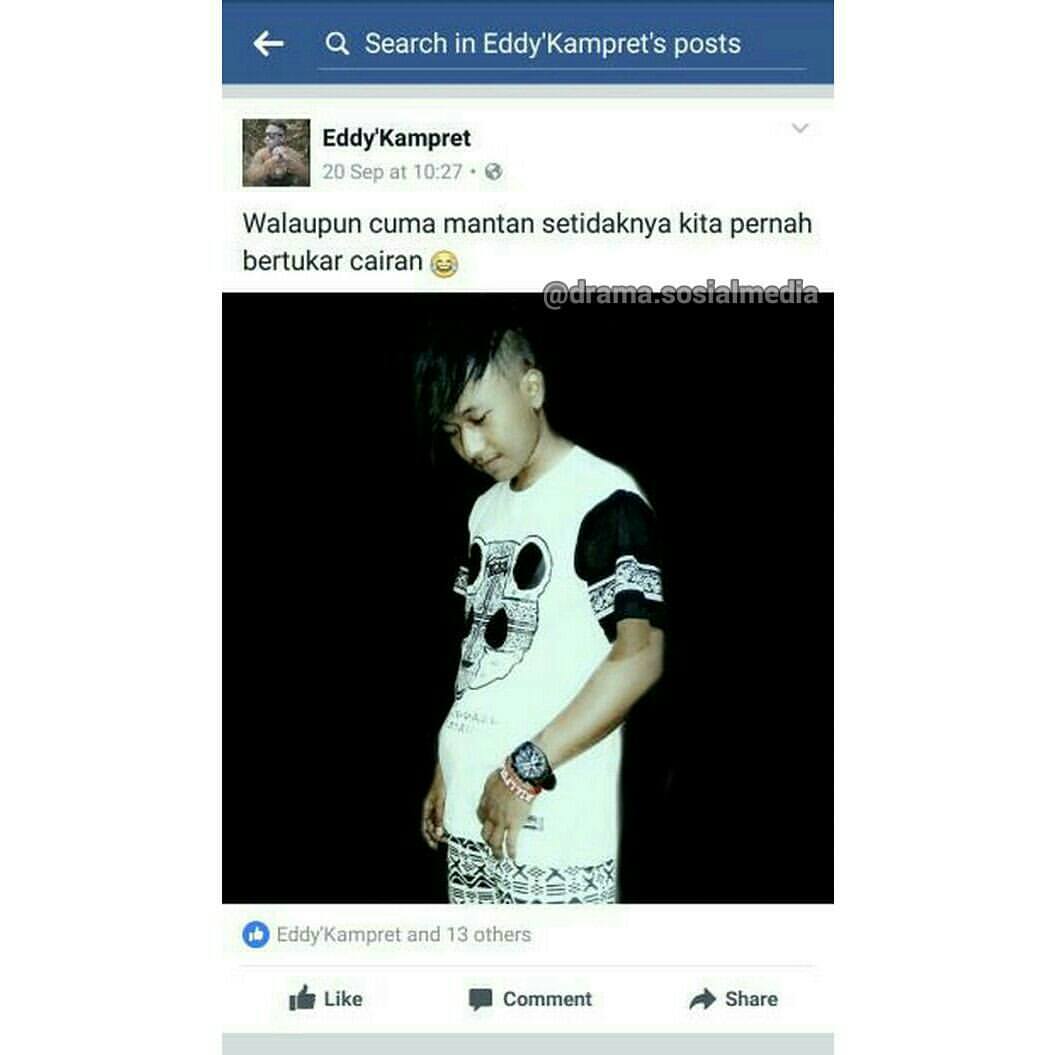 Search in Eddy'Kampret's posts
Eddy'Kampret
20 Sep at 10:27 •
Walaupun cuma mantan setidaknya kita pernah
bertukar cairan 😂
@drama.sosialmedia
Eddy'Kampret and 13 others
Like Comment Share